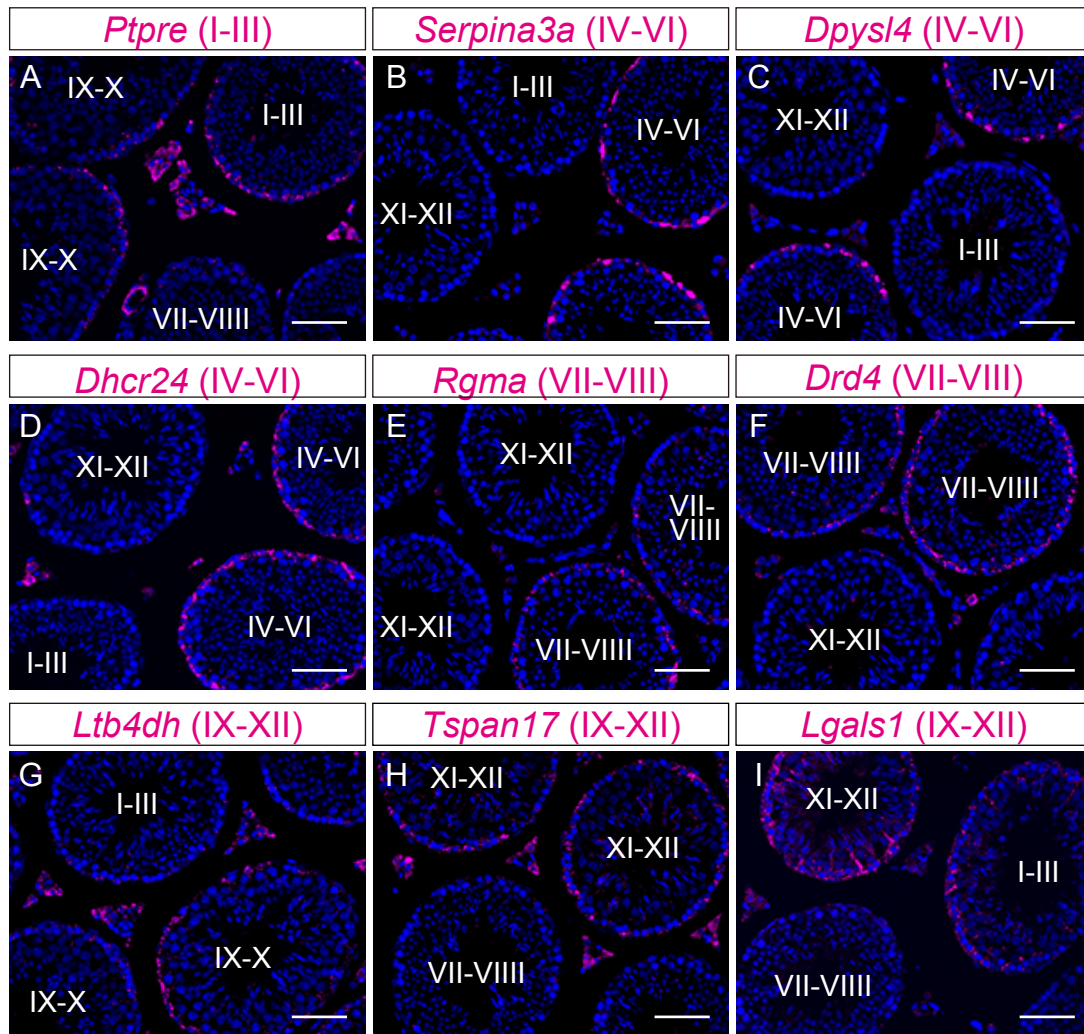 Ptpre (I-III)
Serpina3a (IV-VI)
Dpysl4 (IV-VI)
A
IX-X
I-III
IX-X
VII-VIIII
B
I-III
IV-VI
XI-XII
C
IV-VI
XI-XII
I-III
IV-VI
Dhcr24 (IV-VI)
Rgma (VII-VIII)
Drd4 (VII-VIII)
D
XI-XII
IV-VI
IV-VI
I-III
E
XI-XII
VII-
VIIII
XI-XII
VII-VIIII
F
VII-VIIII
VII-VIIII
XI-XII
Ltb4dh (IX-XII)
Tspan17 (IX-XII)
Lgals1 (IX-XII)
G
I-III
IX-X
IX-X
H
XI-XII
XI-XII
VII-VIIII
I
XI-XII
I-III
VII-VIIII